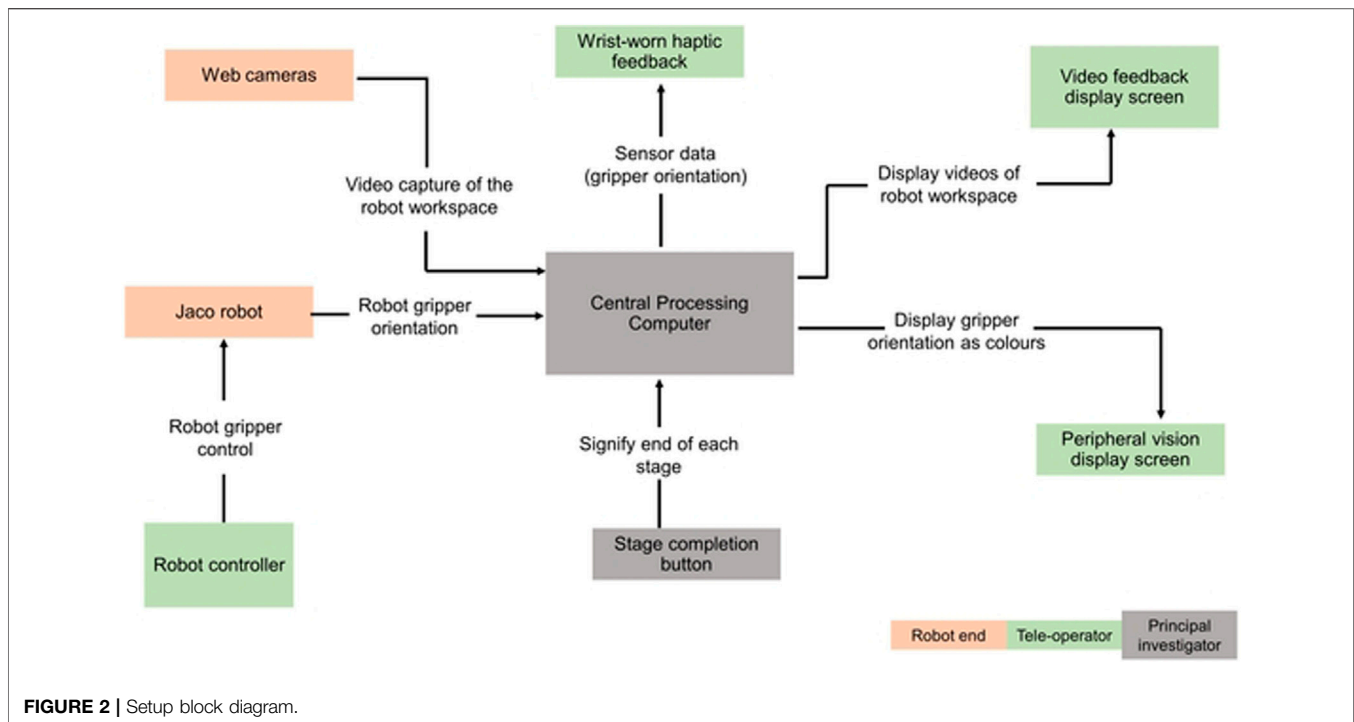 Web cameras
Wrist-worn haptic
feedback
Video feedback
display screen
Video capture of the
robot workspace
Sensor data
(gripper orientation)
Display videos of
robot workspace
Jaco robot
Robot gripper
orientation
Central Processing
Computer
Display gripper
orientation as colours
Robot gripper
control
Signify end of each
stage
Peripheral vision
display screen
Robot controller
Stage completion
button
Robot end
Tele-operator
Principal
investigator
FIGURE 2 | Setup block diagram.